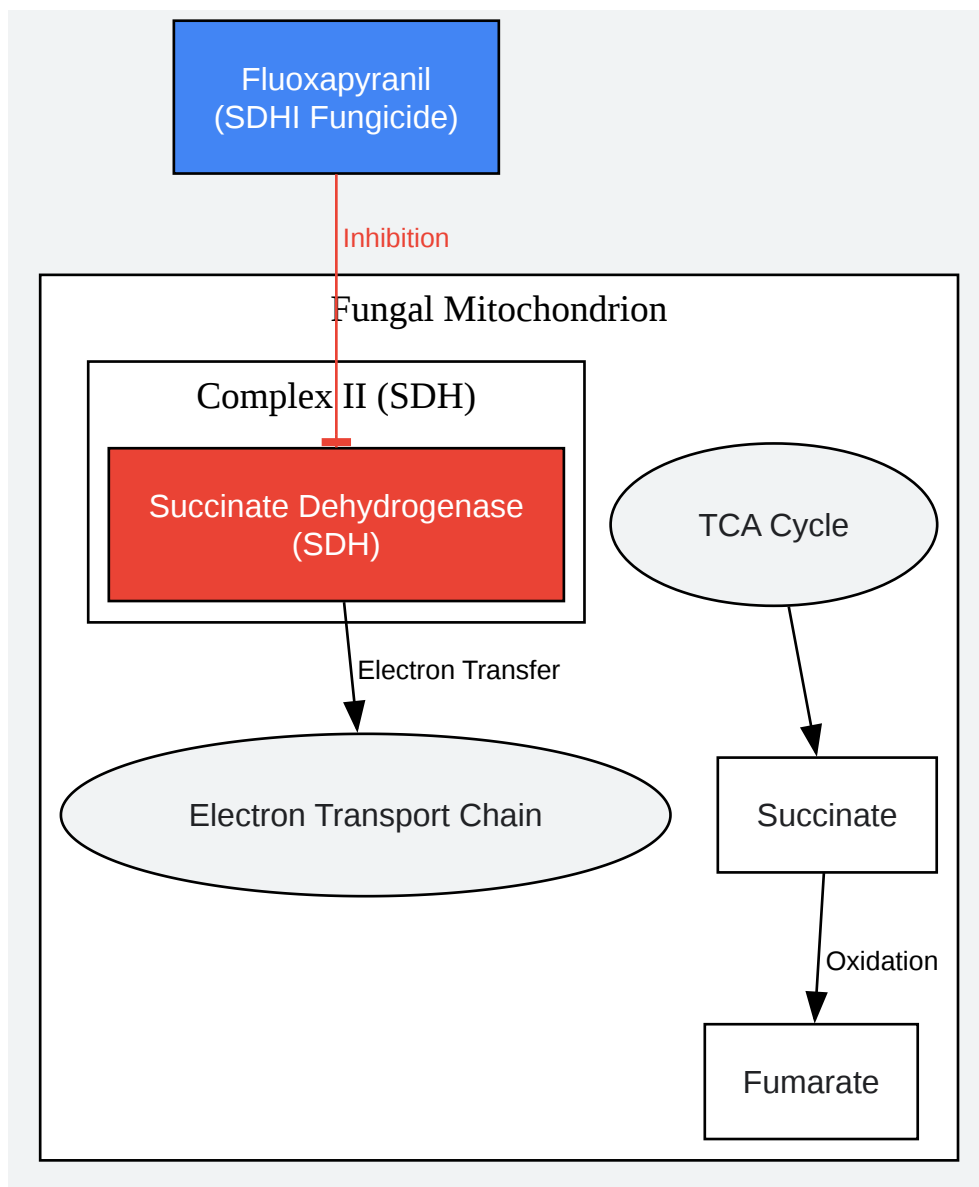 Fluoxapyranil
(SDHI Fungicide)
Inhibition
Fungal Mitochondrion
Complex II (SDH)
Succinate Dehydrogenase
(SDH)
TCA Cycle
Electron Transfer
Electron Transport Chain
Succinate
Oxidation
Fumarate